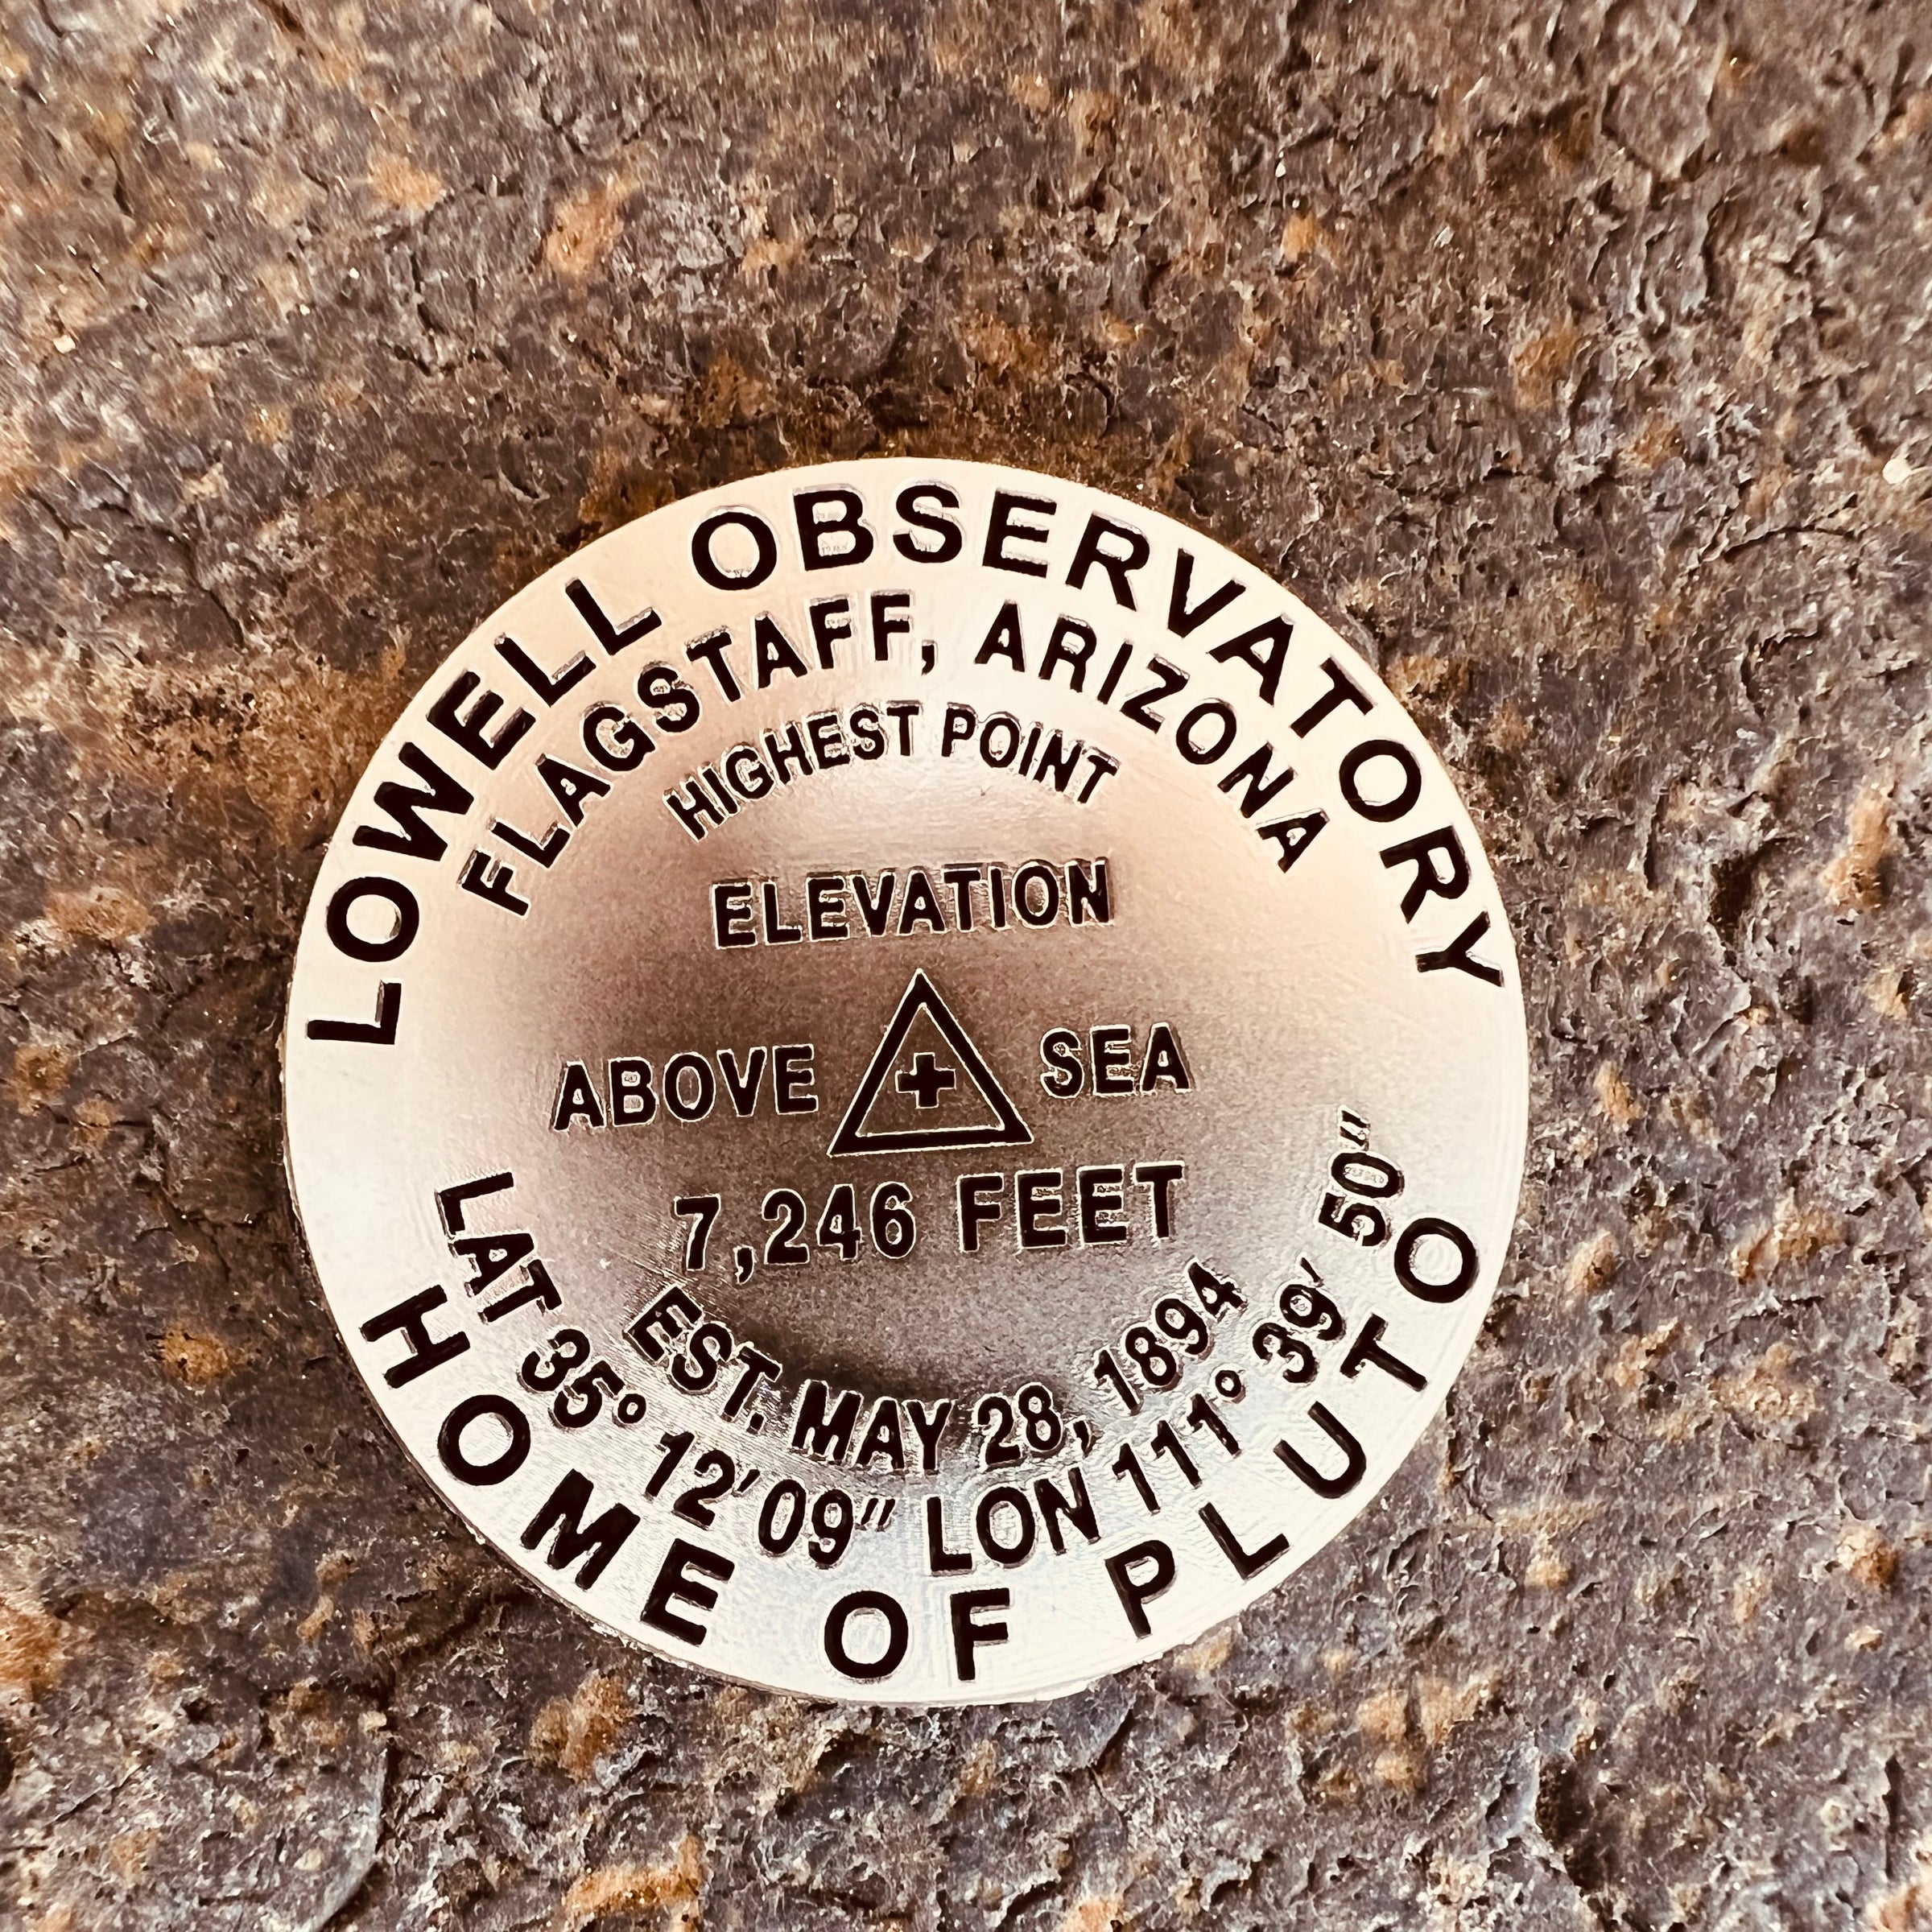 LOWELL OBSERVATORY
FLAGSTAFF, ARIZONA
HIGHEST POINT
ELEVATION
ABOVE SEA
7,246 FEET
EST. MAY 28, 1894
LAT 35° 12' 09" LON 111° 39' 50"
HOME OF PLUTO